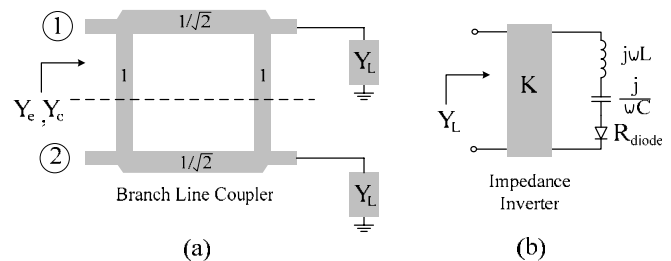 1
1/√2
1
1
Y_e ,Y_c
Y_L
2
1/√2
Y_L
Branch Line Coupler
(a)
K
jωL
j/ωC
R_diode
Y_L
Impedance
Inverter
(b)